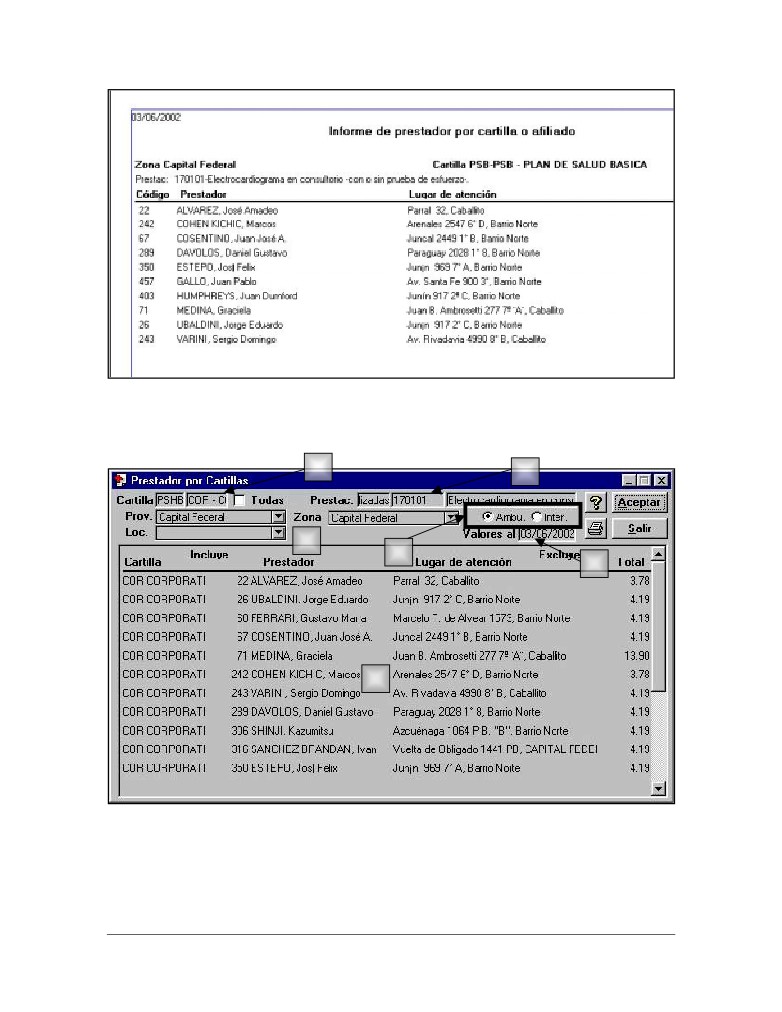 03/06/2002
Informe de prestador por cartilla o afiliado
Zona Capital Federal Cartilla PSB-PSB - PLAN DE SALUD BASICA
Prestac: 170101-Electrocardiograma en consultorio -con o sin prueba de esfuerzo-.
Código Prestador Lugar de atención
22 ALVAREZ, José Amadeo Parral 32, Caballito
242 COHEN KICHIC, Marcos Arenales 2547 6° D, Barrio Norte
67 COSENTINO, Juan José A. Juncal 2449 1° B, Barrio Norte
289 DAVOLOS, Daniel Gustavo Paraguay 2028 1° 8, Barrio Norte
350 ESTEPO, Josj Felix Junjn 969 7° A, Barrio Norte
457 GALLO, Juan Pablo Av. Santa Fe 900 3°, Barrio Norte
403 HUMPHREYS, Juan Durnford Junín 917 2º C, Barrio Norte
71 MEDINA, Graciela Juan B. Ambrosetti 277 7º "A", Caballito
26 UBALDINI, Jorge Eduardo Junjn 917 2° C, Barrio Norte
243 VARINI, Sergio Domingo Av. Rivadavia 4990 8° B, Caballito
Prestador por Cartillas
Cartilla PSHB Todas Prestac. lizadas 170101 Electrocardiograma en cons Aceptar
Prov. Capital Federal Zona Capital Federal Ambu. Inter.
Loc. Valores al 03/06/2002 Salir
Incluye Excluye
Cartilla Prestador Lugar de atención Total
COR CORPORATI 22 ALVAREZ, José Amadeo Parral 32, Caballito 3.78
COR CORPORATI 26 UBALDINI, Jorge Eduardo Junjn 917 2° C, Barrio Norte 4.19
COR CORPORATI 60 FERRARI, Gustavo Maria Marcelo T. de Alvear 1573, Barrio Norte 4.19
COR CORPORATI 67 COSENTINO, Juan José A. Juncal 2449 1° B, Barrio Norte 4.19
COR CORPORATI 71 MEDINA, Graciela Juan B. Ambrosetti 277 7º "A", Caballito 13.90
COR CORPORATI 242 COHEN KICHIC, Marcos Arenales 2547 6° D, Barrio Norte 3.78
COR CORPORATI 243 VARINI, Sergio Domingo Av. Rivadavia 4990 8° B, Caballito 4.19
COR CORPORATI 289 DAVOLOS, Daniel Gustavo Paraguay 2028 1° 8, Barrio Norte 4.19
COR CORPORATI 306 SHINJI, Kazumitsu Azcuénaga 1064 P.B. "B", Barrio Norte 4.19
COR CORPORATI 316 SANCHEZ BRANDAN, Ivan Vuelta de Obligado 1441 PB, CAPITAL FEDEI 4.19
COR CORPORATI 350 ESTEPO, Josj Felix Junjn 969 7° A, Barrio Norte 4.19